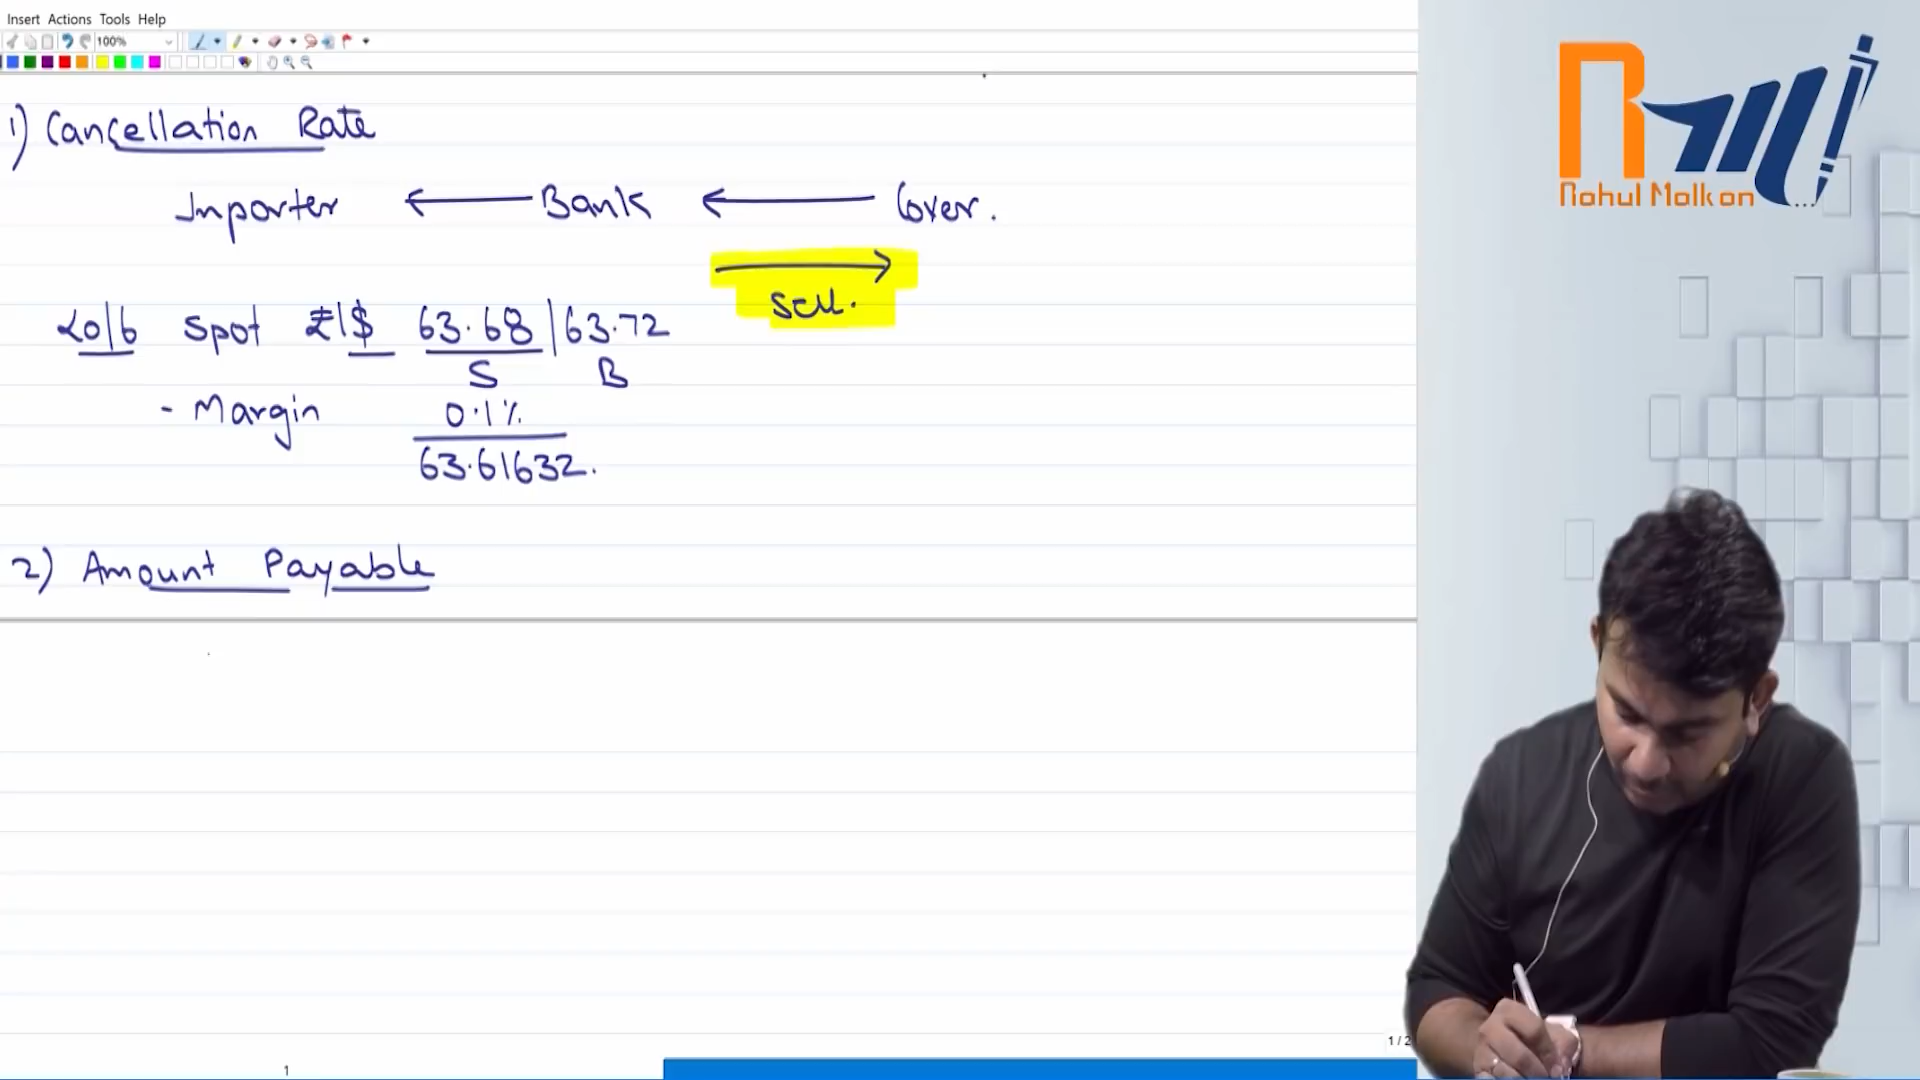 Insert Actions Tools Help
100%
1) Cancellation Rate
Importer ← Bank ← Cover.
→
Sell.
20/6 Spot ₹/$ 63.68 | 63.72
S B
- Margin 0.1%
63.61632.
2) Amount Payable
1 / 2
1
Rahul Malkan